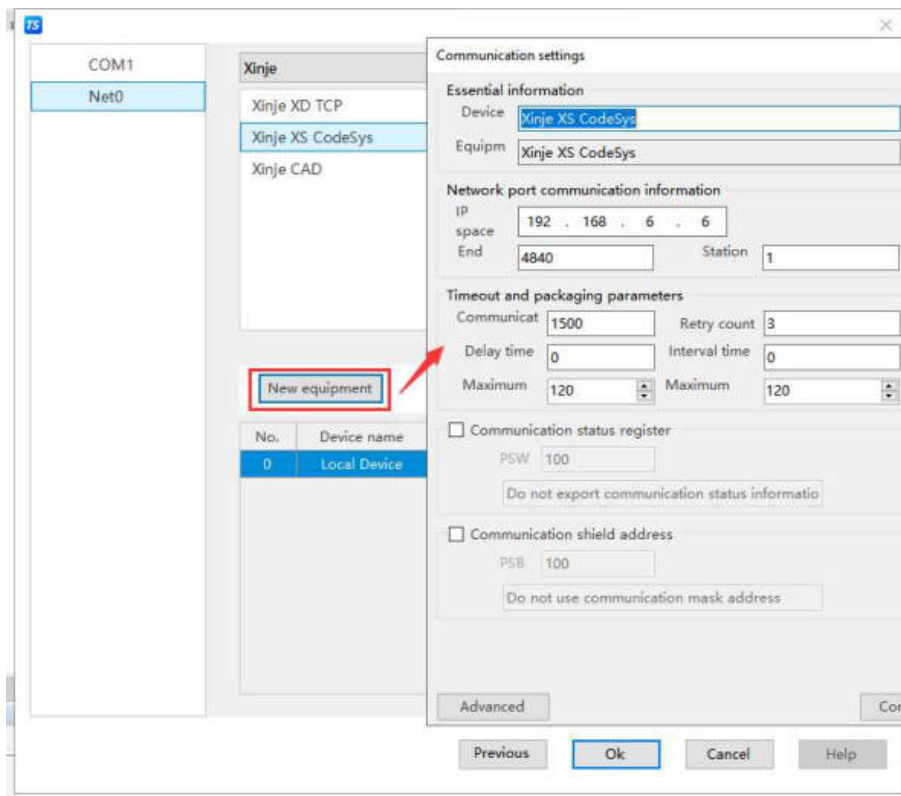 TS
COM1
Net0
Xinje
Xinje XD TCP
Xinje XS CodeSys
Xinje CAD
New equipment
No. Device name
0 Local Device
Communication settings
Essential information
Device Xinje XS CodeSys
Equipm Xinje XS CodeSys
Network port communication information
IP
space
192 . 168 . 6 . 6
End 4840 Station 1
Timeout and packaging parameters
Communicat 1500 Retry count 3
Delay time 0 Interval time 0
Maximum 120 Maximum 120
Communication status register
PSW 100
Do not export communication status informatio
Communication shield address
PSB 100
Do not use communication mask address
Advanced Cor
Previous Ok Cancel Help